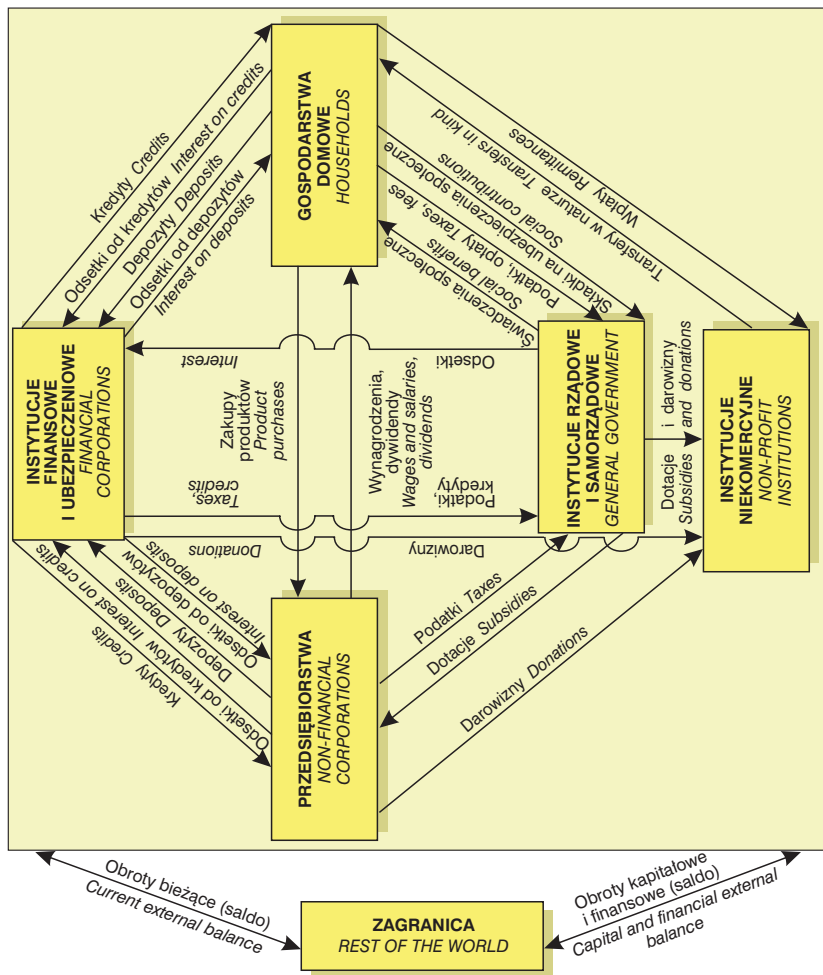 GOSPODARSTWA
DOMOWE
HOUSEHOLDS
Kredyty Credits
Odsetki od kredytów Interest on credits
Depozyty Deposits
Odsetki od depozytów
Interest on deposits
Wpłaty Remittances
Transfery w naturze Transfers in kind
Składki na ubezpieczenia społeczne
Social contributions
Podatki, opłaty Taxes, fees
Świadczenia społeczne
Social benefits
INSTYTUCJE
FINANSOWE
I UBEZPIECZENIOWE
FINANCIAL
CORPORATIONS
Interest
Odsetki
Zakupy
produktów
Product
purchases
Wynagrodzenia,
dywidendy
Wages and salaries,
dividends
Taxes,
credits
Podatki,
kredyty
Donations
Darowizny
INSTYTUCJE RZĄDOWE
I SAMORZĄDOWE
GENERAL GOVERNMENT
Dotacje i darowizny
Subsidies and donations
INSTYTUCJE
NIEKOMERCYJNE
NON-PROFIT
INSTITUTIONS
Odsetki od depozytów
Interest on deposits
Depozyty Deposits
Odsetki od kredytów Interest on credits
Kredyty Credits
PRZEDSIĘBIORSTWA
NON-FINANCIAL
CORPORATIONS
Podatki Taxes
Dotacje Subsidies
Darowizny Donations
Obroty bieżące (saldo)
Current external balance
ZAGRANICA
REST OF THE WORLD
Obroty kapitałowe
i finansowe (saldo)
Capital and financial external
balance